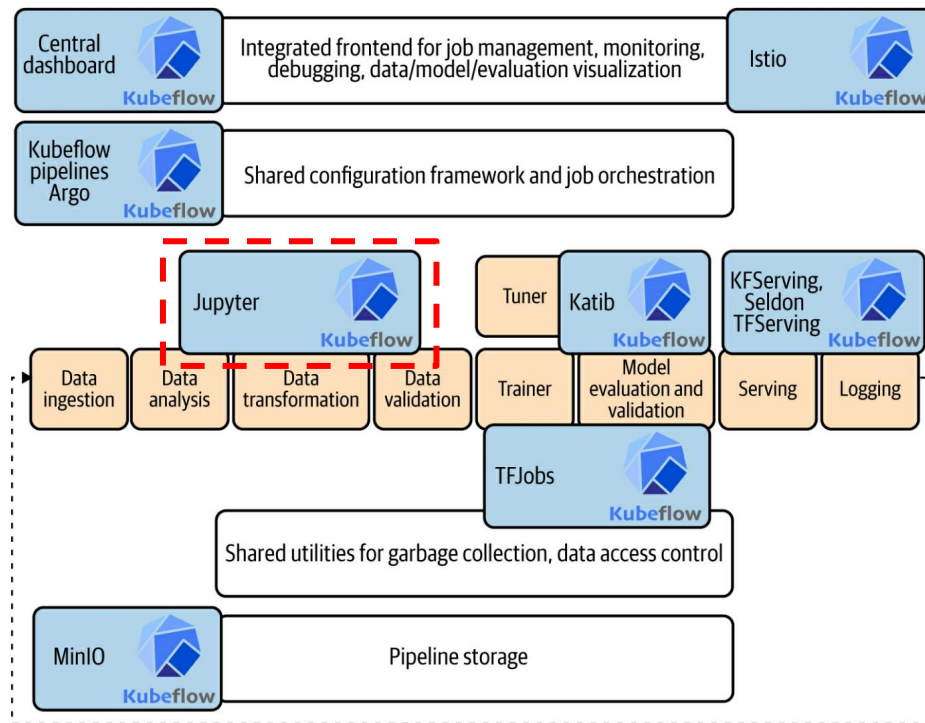 Central
dashboard
Kubeflow
Integrated frontend for job management, monitoring,
debugging, data/model/evaluation visualization
Istio
Kubeflow
Kubeflow
pipelines
Argo
Kubeflow
Shared configuration framework and job orchestration
Jupyter
Kubeflow
Tuner
Katib
Kubeflow
KFServing,
Seldon
TFServing
Kubeflow
Data
ingestion
Data
analysis
Data
transformation
Data
validation
Trainer
Model
evaluation and
validation
Serving
Logging
TFJobs
Kubeflow
Shared utilities for garbage collection, data access control
MinIO
Kubeflow
Pipeline storage